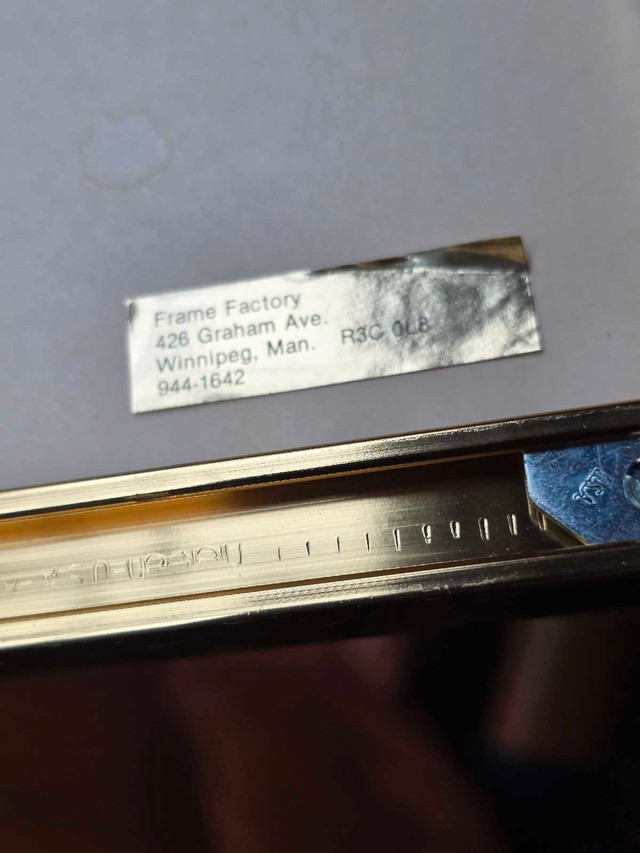 Frame Factory
426 Graham Ave.
Winnipeg, Man. R3C 0L8
944-1642